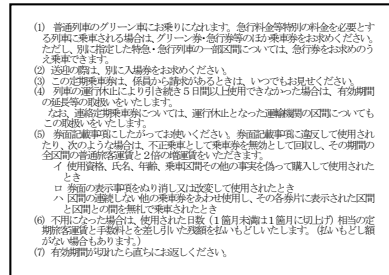 (1) 普通列車のグリーン車にお乗りになれます。急行料金等特別の料金を必要とす
る列車に乗車される場合は、グリーン券・急行券等のほか乗車券をお求めください。
ただし、別に指定した特急・急行列車の一部区間については、急行券をお求めのう
え乗車できます。
(2) 送迎の際は、別に入場券をお求めください。
(3) この定期乗車券は、係員から請求があるときは、いつでもお見せください。
(4) 列車の運行休止により引き続き5日間以上使用できなかった場合は、有効期間
の延長等の取扱いをいたします。
なお、連絡定期乗車券については、運行休止となった運輸機関の区間についても
この取扱いをいたします。
(5) 券面記載事項にしたがってお使いください。券面記載事項に違反して使用され
たり、次のような場合は、不正乗車として乗車券を無効として回収し、その期間の
全区間の普通旅客運賃と2倍の増運賃をいただきます。
イ 使用資格、氏名、年齢、乗車区間その他の事実を偽って購入して使用された
とき
ロ 券面の表示事項をぬり消し又は改変して使用されたとき
ハ 区間の連続しない他の乗車券をあわせ使用し、その各券片に表示された区間
と区間との間を無札で乗車されたとき
(6) 不用になった場合は、使用された日数(1箇月未満は1箇月に切上げ)相当の定
期旅客運賃と手数料とを差し引いた残額を払いもどしいたします。(払いもどし額
がない場合もあります。)
(7) 有効期間が切れたら直ちにお返しください。